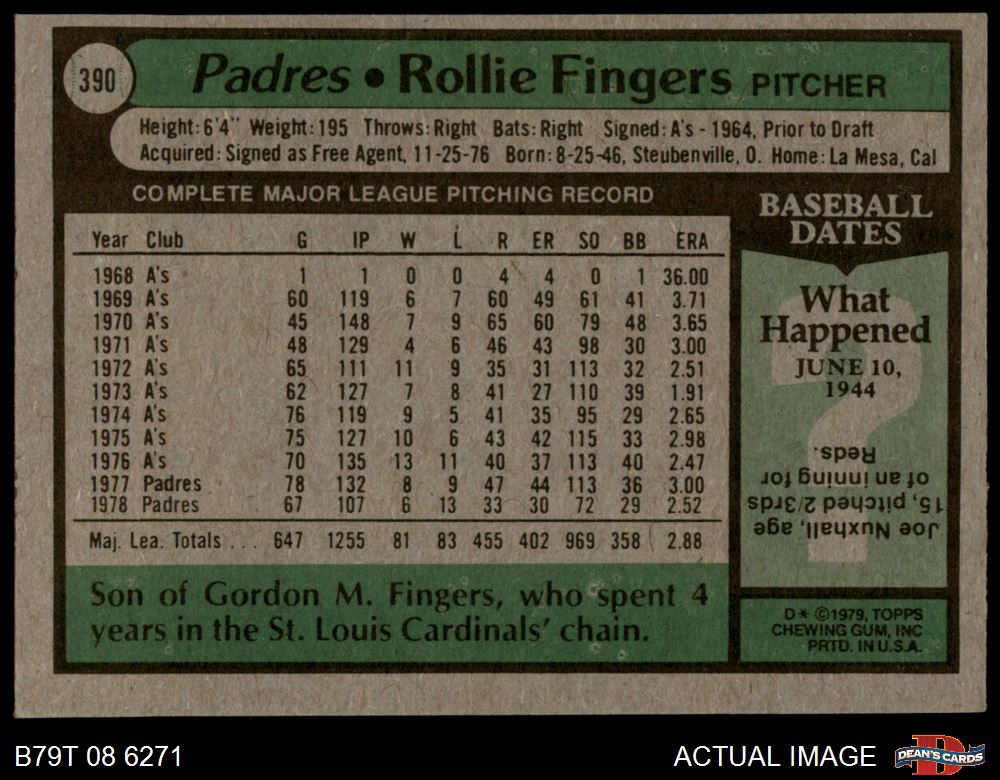 390
Padres • Rollie Fingers PITCHER
Height: 6'4" Weight: 195 Throws: Right Bats: Right Signed: A's - 1964, Prior to Draft
Acquired: Signed as Free Agent, 11-25-76 Born: 8-25-46, Steubenville, O. Home: La Mesa, Cal
COMPLETE MAJOR LEAGUE PITCHING RECORD
Year Club G IP W L R ER SO BB ERA
1968 A's 1 1 0 0 4 4 0 1 36.00
1969 A's 60 119 6 7 60 49 61 41 3.71
1970 A's 45 148 7 9 65 60 79 48 3.65
1971 A's 48 129 4 6 46 43 98 30 3.00
1972 A's 65 111 11 9 35 31 113 32 2.51
1973 A's 62 127 7 8 41 27 110 39 1.91
1974 A's 76 119 9 5 41 35 95 29 2.65
1975 A's 75 127 10 6 43 42 115 33 2.98
1976 A's 70 135 13 11 40 37 113 40 2.47
1977 Padres 78 132 8 9 47 44 113 36 3.00
1978 Padres 67 107 6 13 33 30 72 29 2.52
Maj. Lea. Totals ... 647 1255 81 83 455 402 969 358 2.88
Son of Gordon M. Fingers, who spent 4
years in the St. Louis Cardinals' chain.
BASEBALL
DATES
What
Happened
JUNE 10,
1944
?
Joe Nuxhall, age
15, pitched 2/3rds
of an inning for
Reds.
D* ©1979, TOPPS
CHEWING GUM, INC
PRTD. IN U.S.A.
B79T 08 6271
ACTUAL IMAGE
D
DEAN'S CARDS